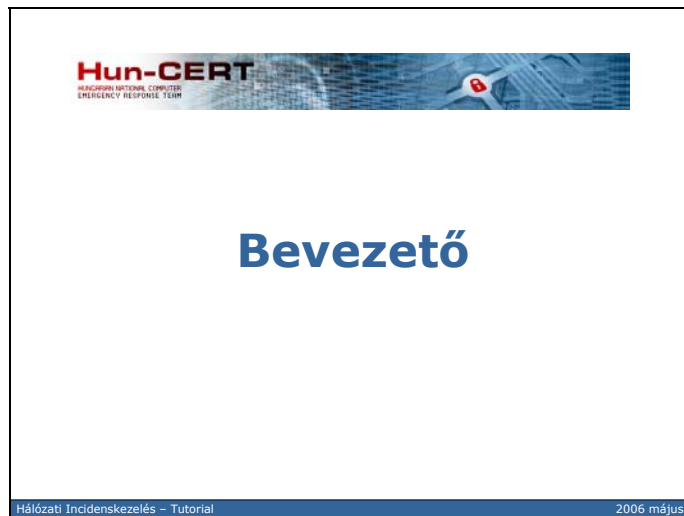 Hun-CERT
HUNGARIAN NATIONAL COMPUTER
EMERGENCY RESPONSE TEAM
Bevezető
Hálózati Incidenskezelés – Tutorial
2006 május